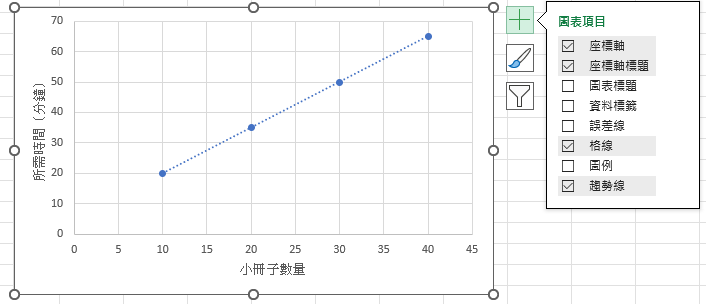 70
60
50
40
30
20
10
0
所需時間（分鐘）
0 5 10 15 20 25 30 35 40 45
小冊子數量
圖表項目
座標軸
座標軸標題
圖表標題
資料標籤
誤差線
格線
圖例
趨勢線